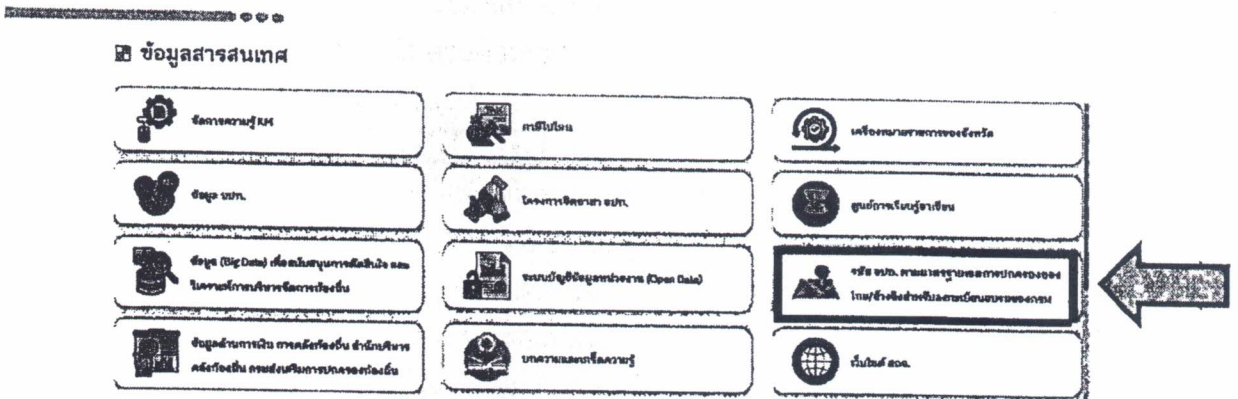 ข้อมูลสารสนเทศ
จัดการความรู้ KM
ภาษีไปไหน
เครื่องหมายราชการของจังหวัด
ข้อมูล อปท.
โครงการจิตอาสา อปท.
ศูนย์การเรียนรู้อาเซียน
ข้อมูล (Big Data) เพื่อสนับสนุนการตัดสินใจ และ
วิเคราะห์การบริหารจัดการท้องถิ่น
ระบบบัญชีข้อมูลหน่วยงาน (Open Data)
รหัส อปท. ตามมาตรฐานเขตการปกครองของ
ไทย/อ้างอิงสำหรับลงทะเบียนอบรมของกรม
ข้อมูลด้านการเงิน การคลังท้องถิ่น สำนักบริหาร
คลังท้องถิ่น กรมส่งเสริมการปกครองท้องถิ่น
บทความและเกร็ดความรู้
เว็บไซต์ สถจ.